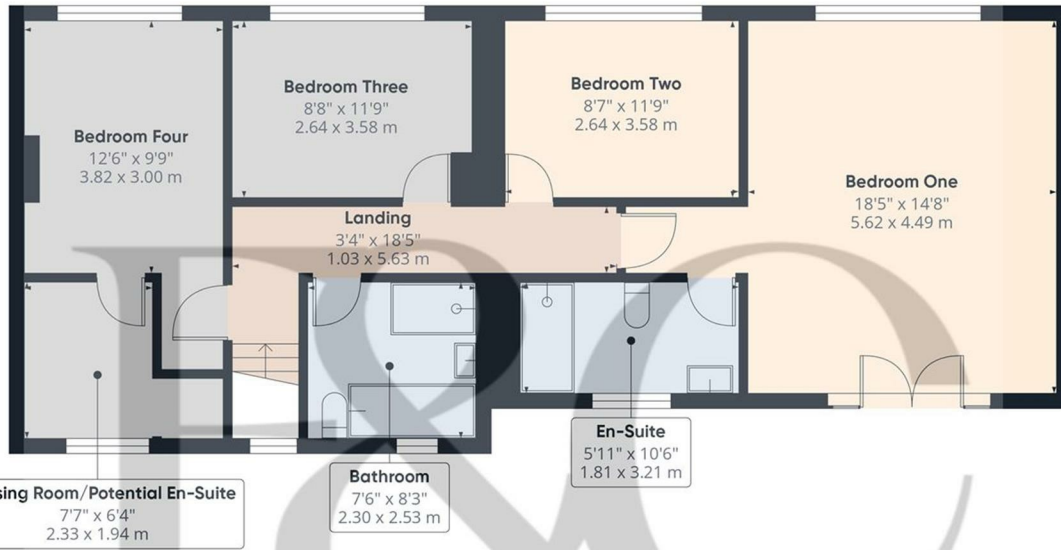 Bedroom Four
12'6" x 9'9"
3.82 x 3.00 m
Bedroom Three
8'8" x 11'9"
2.64 x 3.58 m
Bedroom Two
8'7" x 11'9"
2.64 x 3.58 m
Bedroom One
18'5" x 14'8"
5.62 x 4.49 m
Landing
3'4" x 18'5"
1.03 x 5.63 m
sing Room/Potential En-Suite
7'7" x 6'4"
2.33 x 1.94 m
Bathroom
7'6" x 8'3"
2.30 x 2.53 m
En-Suite
5'11" x 10'6"
1.81 x 3.21 m